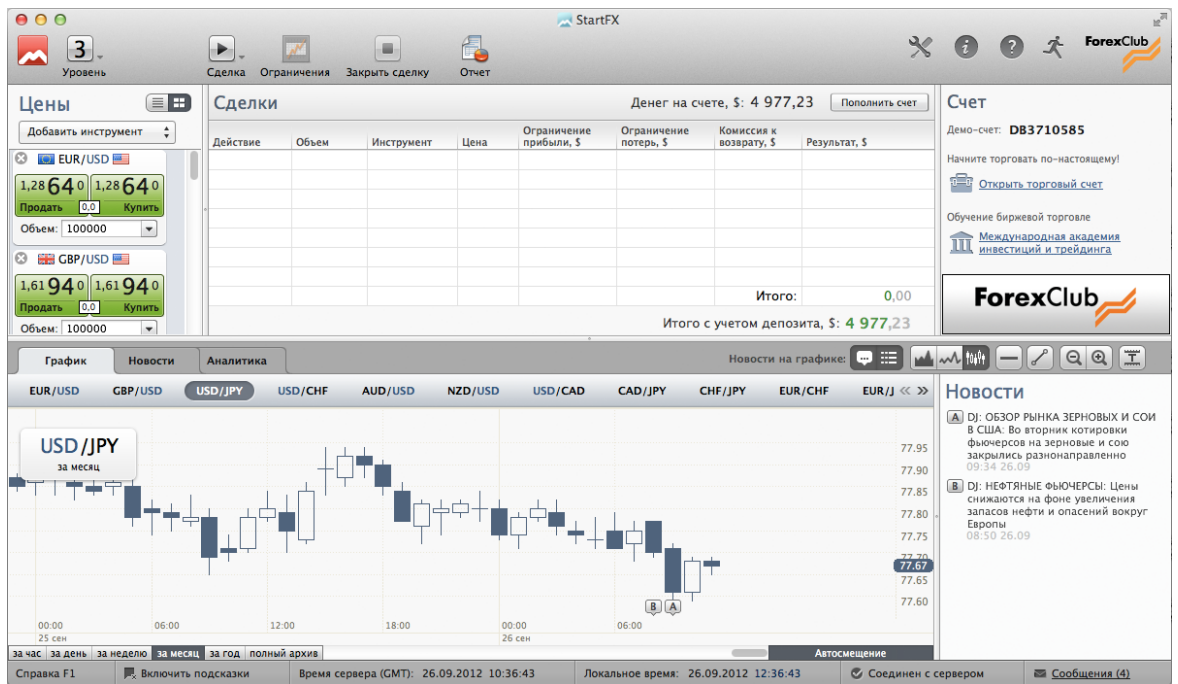 StartFX
3
Уровень
Сделка Ограничения Закрыть сделку Отчет
ForexClub
Цены
Добавить инструмент
EUR/USD
1,28 64 0 1,28 64 0
Продать 0,0 Купить
Объем: 100000
GBP/USD
1,61 94 0 1,61 94 0
Продать 0,0 Купить
Объем: 100000
Сделки
Денег на счете, $: 4 977,23 Пополнить счет
Действие Объем Инструмент Цена Ограничение прибыли, $ Ограничение потерь, $ Комиссия к возврату, $ Результат, $
Итого: 0,00
Итого с учетом депозита, $: 4 977,23
Счет
Демо-счет: DB3710585
Начните торговать по-настоящему!
Открыть торговый счет
Обучение биржевой торговле
Международная академия
инвестиций и трейдинга
ForexClub
График Новости Аналитика
Новости на графике:
EUR/USD GBP/USD USD/JPY USD/CHF AUD/USD NZD/USD USD/CAD CAD/JPY CHF/JPY EUR/CHF EUR/J
USD/JPY
за месяц
77.95
77.90
77.85
77.80
77.75
77.70
77.67
77.65
77.60
B A
00:00 06:00 12:00 18:00 00:00 06:00
25 сен 26 сен
за час за день за неделю за месяц за год полный архив
Автосмещение
Новости
A DJ: ОБЗОР РЫНКА ЗЕРНОВЫХ И СОИ
В США: Во вторник котировки
фьючерсов на зерновые и сою
закрылись разнонаправленно
09:34 26.09
B DJ: НЕФТЯНЫЕ ФЬЮЧЕРСЫ: Цены
снижаются на фоне увеличения
запасов нефти и опасений вокруг
Европы
08:50 26.09
Справка F1 Включить подсказки Время сервера (GMT): 26.09.2012 10:36:43 Локальное время: 26.09.2012 12:36:43 Соединен с сервером Сообщения (4)